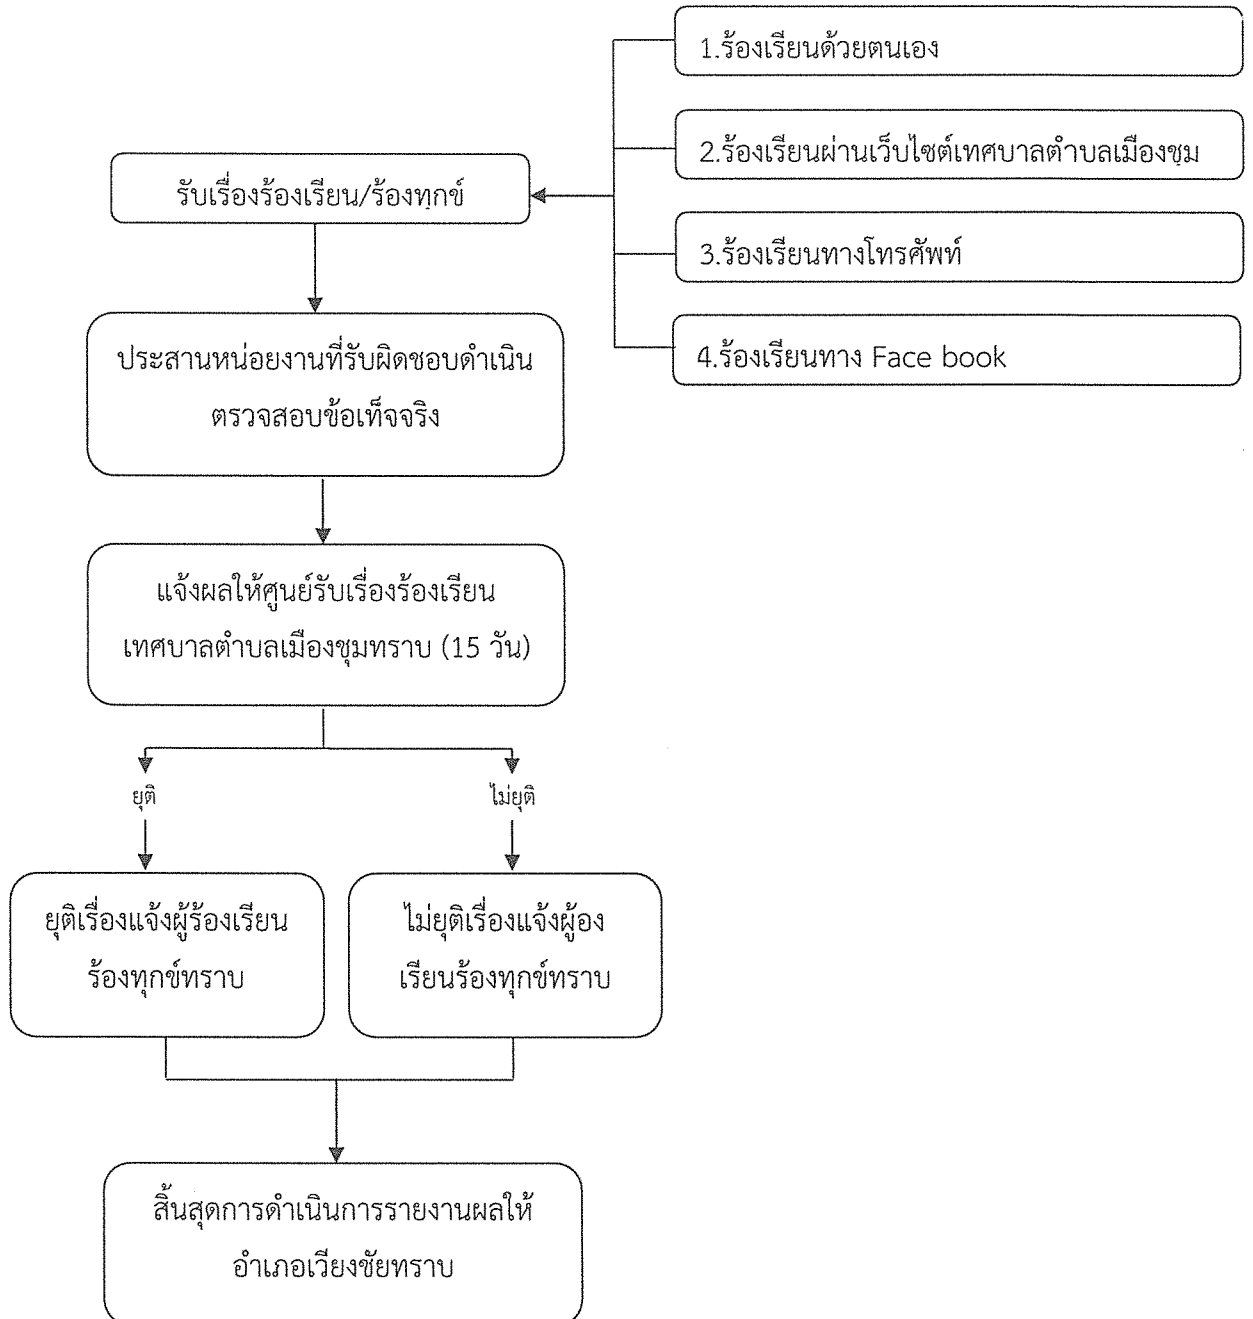 1.ร้องเรียนด้วยตนเอง
2.ร้องเรียนผ่านเว็บไซต์เทศบาลตำบลเมืองชุม
รับเรื่องร้องเรียน/ร้องทุกข์
3.ร้องเรียนทางโทรศัพท์
4.ร้องเรียนทาง Face book
ประสานหน่อยงานที่รับผิดชอบดำเนิน
ตรวจสอบข้อเท็จจริง
แจ้งผลให้ศูนย์รับเรื่องร้องเรียน
เทศบาลตำบลเมืองชุมทราบ (15 วัน)
ยุติ
ไม่ยุติ
ยุติเรื่องแจ้งผู้ร้องเรียน
ร้องทุกข์ทราบ
ไม่ยุติเรื่องแจ้งผู้อง
เรียนร้องทุกข์ทราบ
สิ้นสุดการดำเนินการรายงานผลให้
อำเภอเวียงชัยทราบ